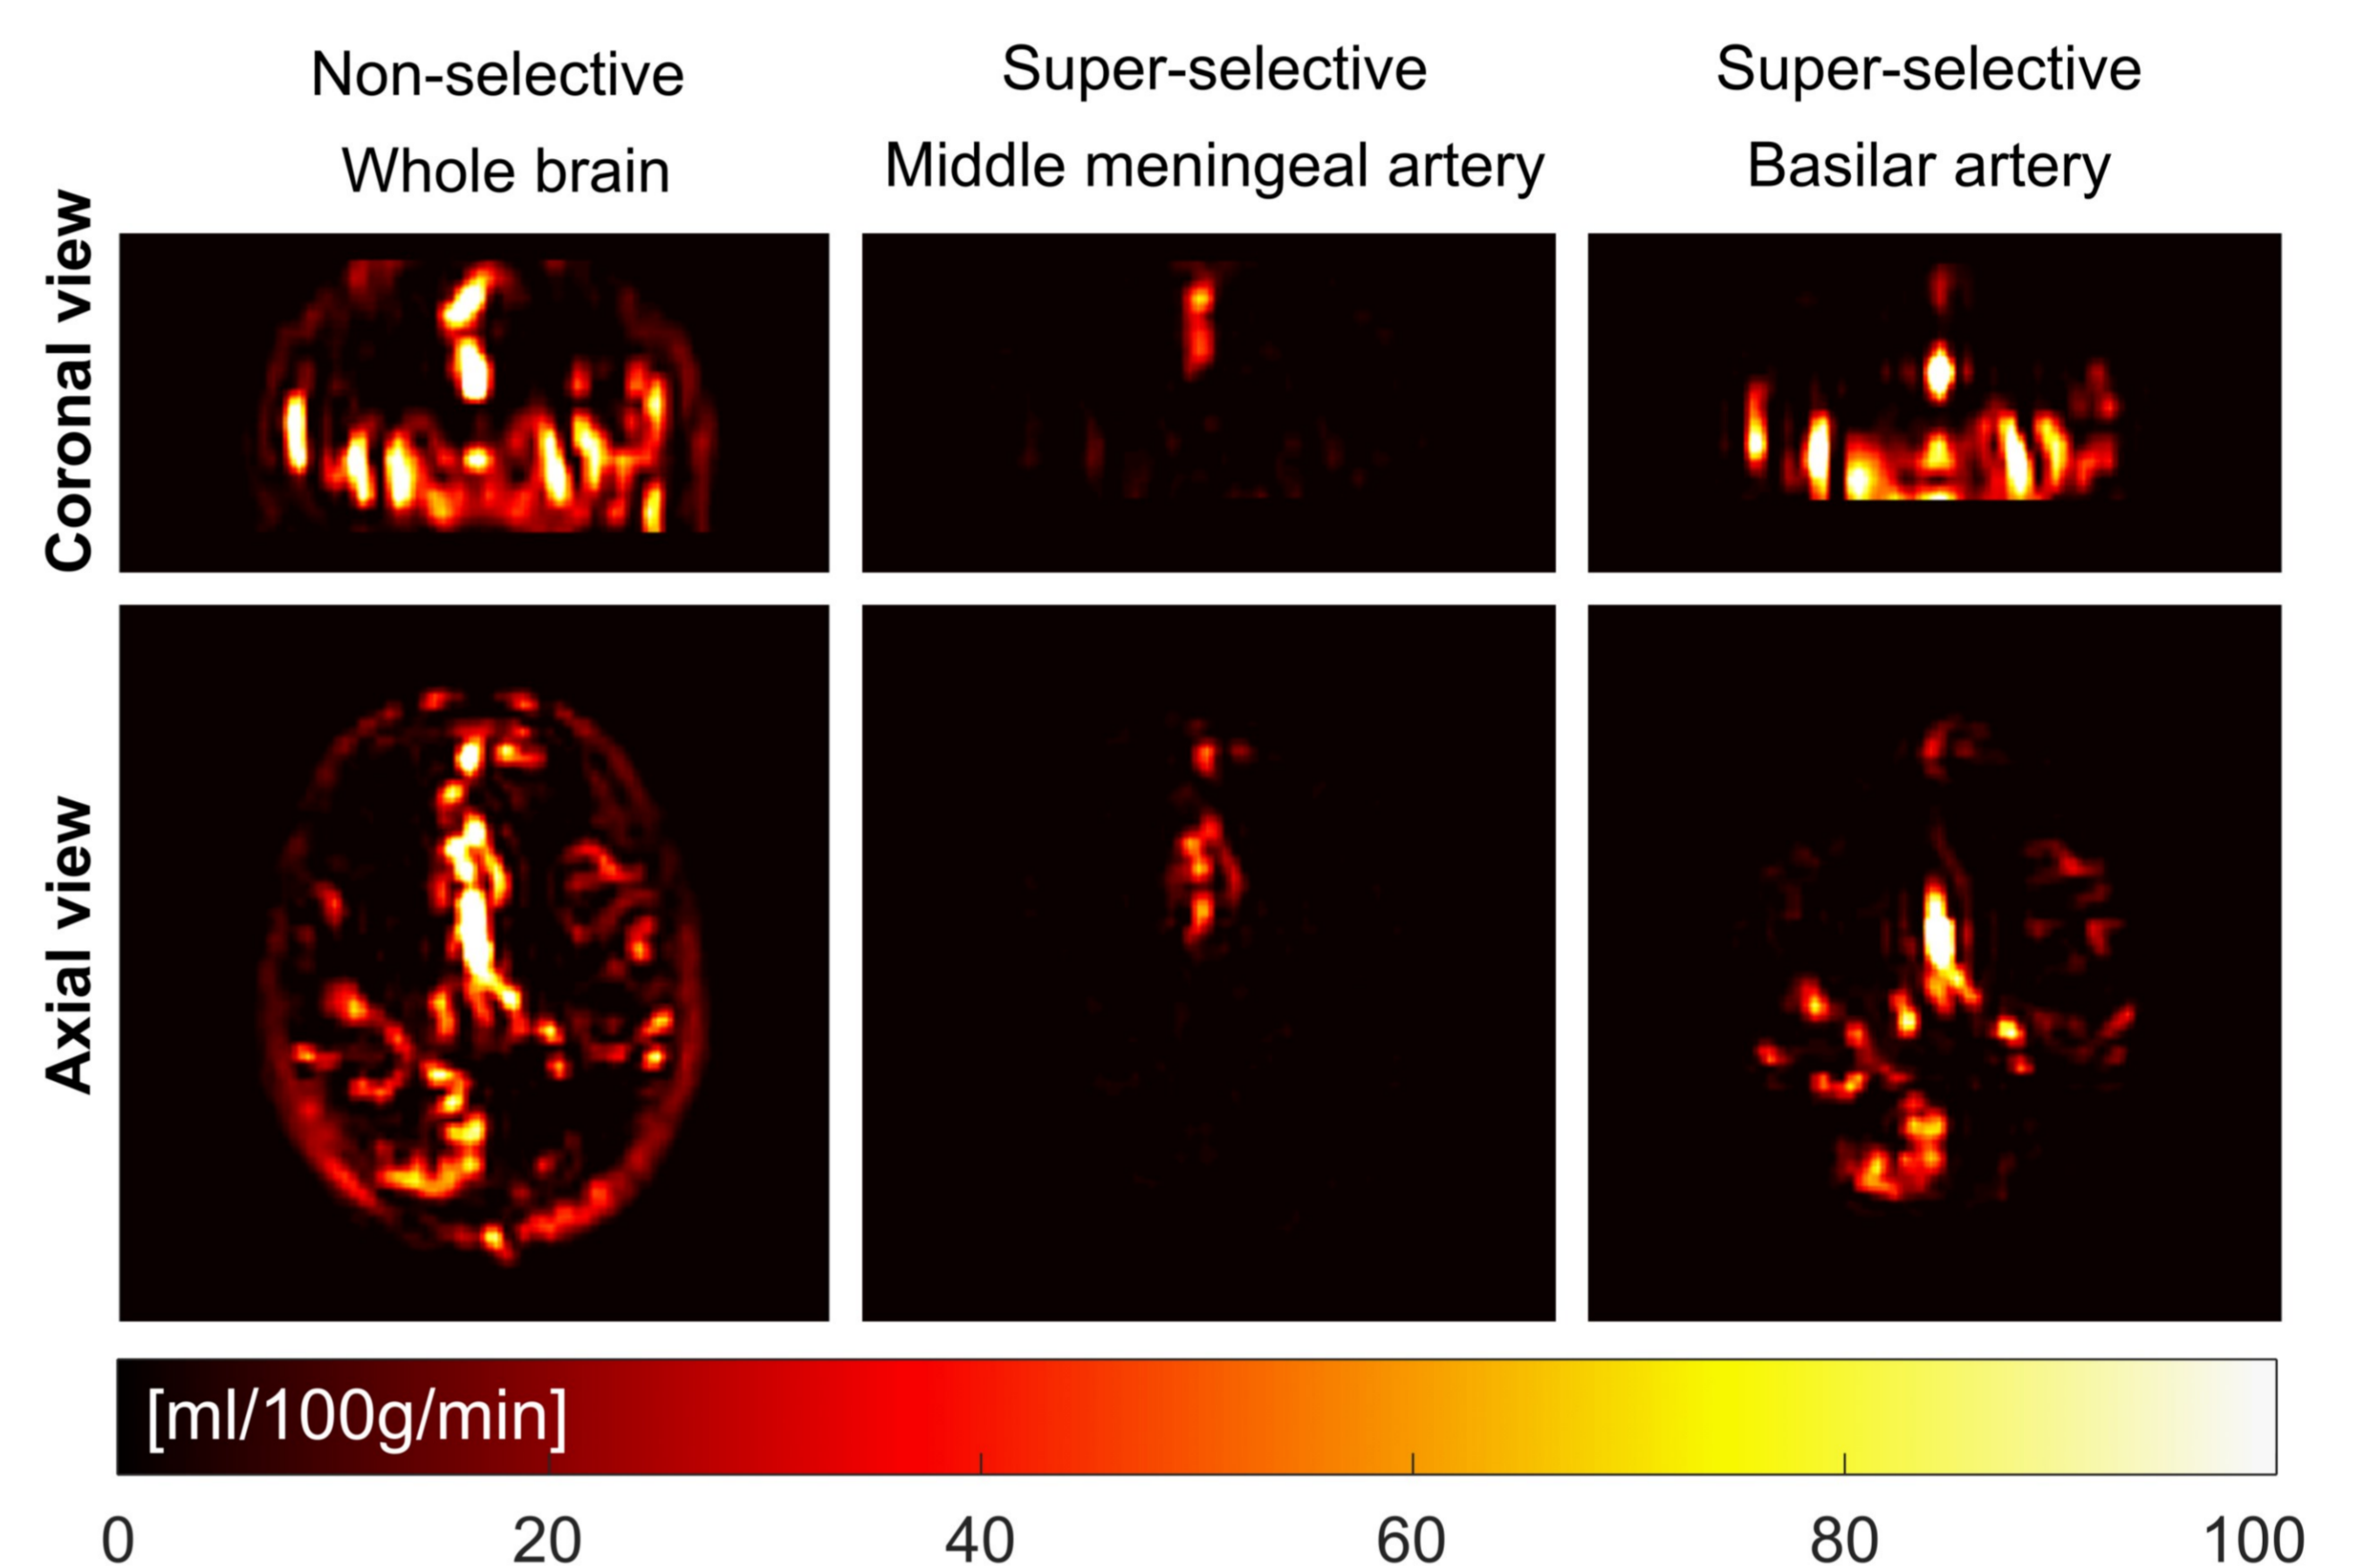 Non-selective
Whole brain
Super-selective
Middle meningeal artery
Super-selective
Basilar artery
Coronal view
Axial view
[ml/100g/min]
0 20 40 60 80 100